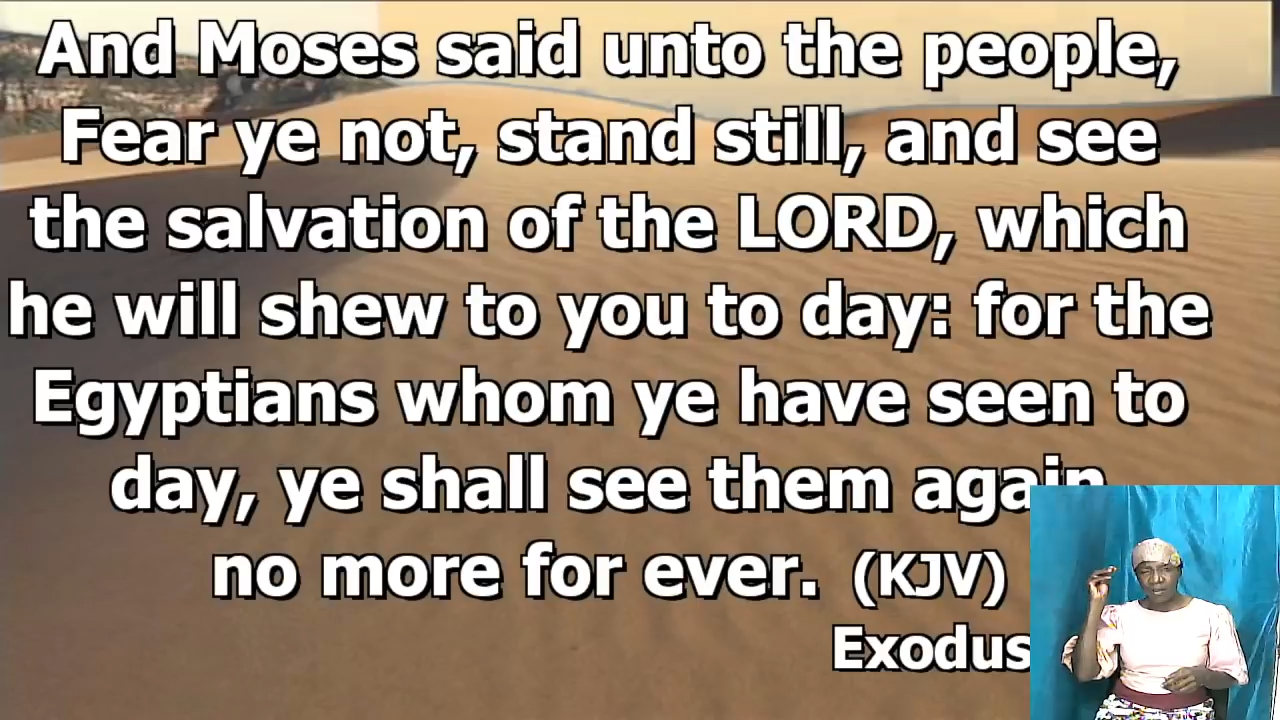 And Moses said unto the people,
Fear ye not, stand still, and see
the salvation of the LORD, which
he will shew to you to day: for the
Egyptians whom ye have seen to
day, ye shall see them again
no more for ever. (KJV)
Exodus